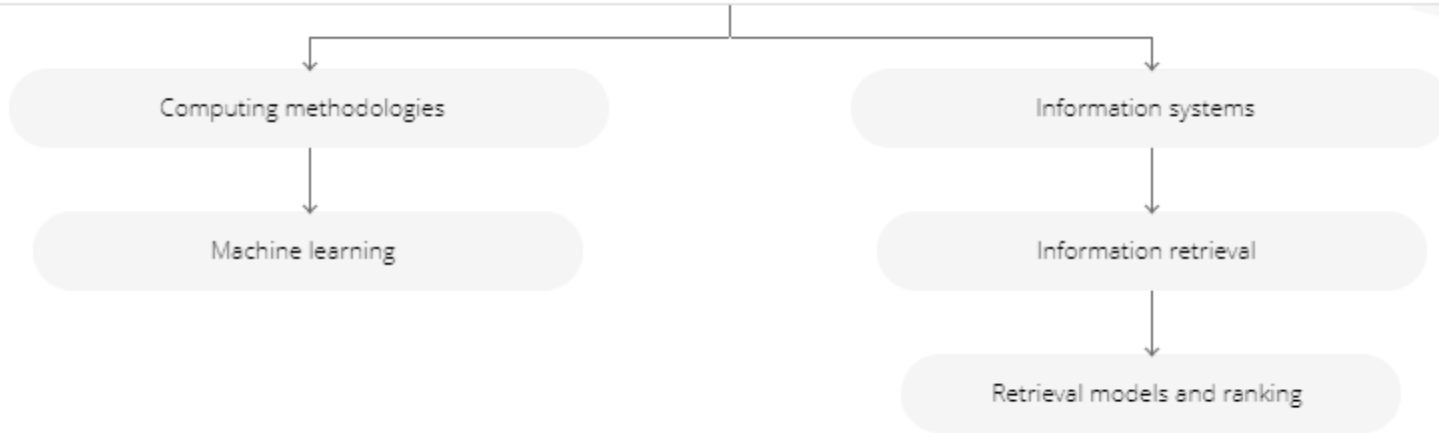 Computing methodologies
Information systems
Machine learning
Information retrieval
Retrieval models and ranking